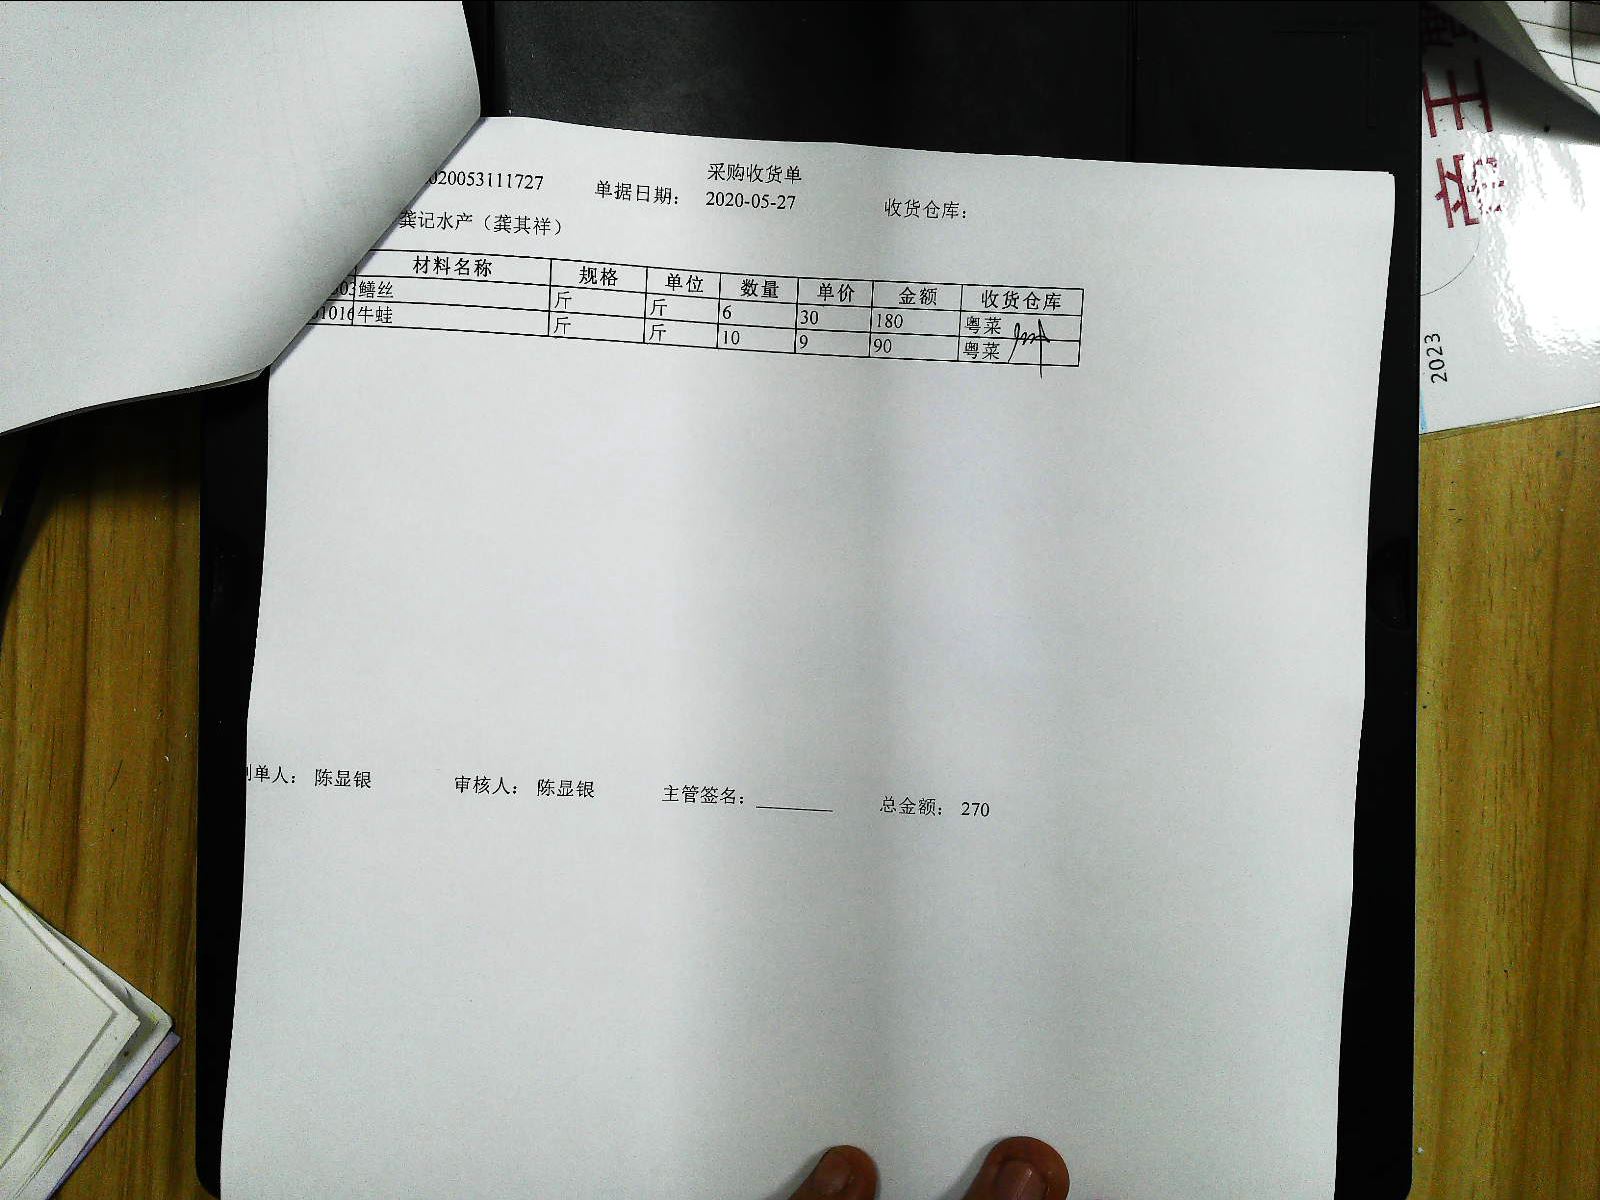 采购收货单
020053111727 单据日期： 2020-05-27 收货仓库：
龚记水产（龚其祥）
材料名称 规格 单位 数量 单价 金额 收货仓库
03 鳝丝 斤 斤 6 30 180 粤菜
01016 牛蛙 斤 斤 10 9 90 粤菜
制单人： 陈显银 审核人： 陈显银 主管签名：________ 总金额： 270
2023